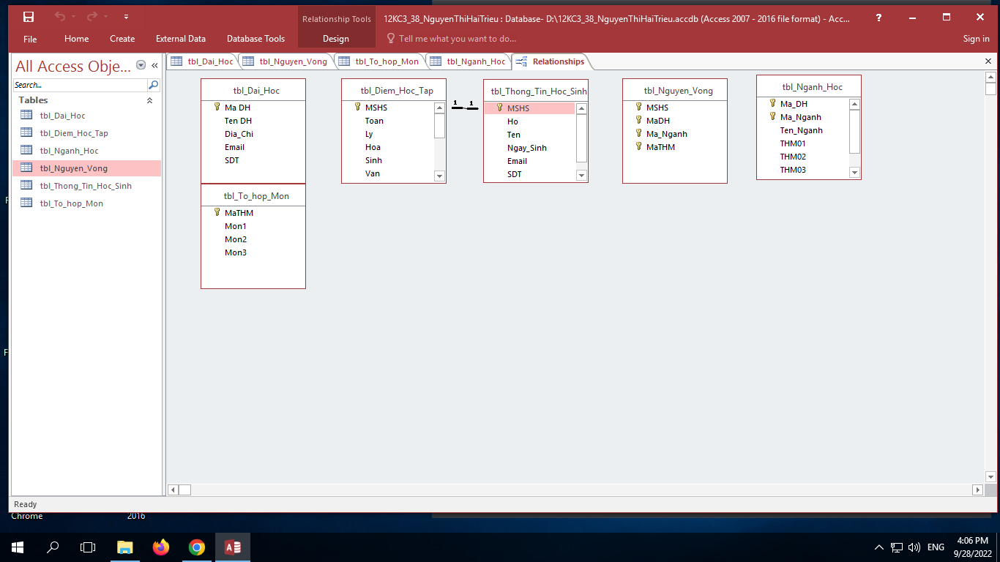 Relationship Tools
12KC3_38_NguyenThiHaiTrieu : Database- D:\12KC3_38_NguyenThiHaiTrieu.accdb (Access 2007 - 2016 file format) - Acc...
?
File Home Create External Data Database Tools Design Tell me what you want to do... Sign in
All Access Obje...
Search...
Tables
tbl_Dai_Hoc
tbl_Diem_Hoc_Tap
tbl_Nganh_Hoc
tbl_Nguyen_Vong
tbl_Thong_Tin_Hoc_Sinh
tbl_To_hop_Mon
tbl_Dai_Hoc tbl_Nguyen_Vong tbl_To_hop_Mon tbl_Nganh_Hoc Relationships
tbl_Dai_Hoc
Ma DH
Ten DH
Dia_Chi
Email
SDT
tbl_To_hop_Mon
MaTHM
Mon1
Mon2
Mon3
tbl_Diem_Hoc_Tap
MSHS
Toan
Ly
Hoa
Sinh
Van
1 1
tbl_Thong_Tin_Hoc_Sinh
MSHS
Ho
Ten
Ngay_Sinh
Email
SDT
tbl_Nguyen_Vong
MSHS
MaDH
Ma_Nganh
MaTHM
tbl_Nganh_Hoc
Ma_DH
Ma_Nganh
Ten_Nganh
THM01
THM02
THM03
Ready
Chrome 2016
ENG
4:06 PM
9/28/2022